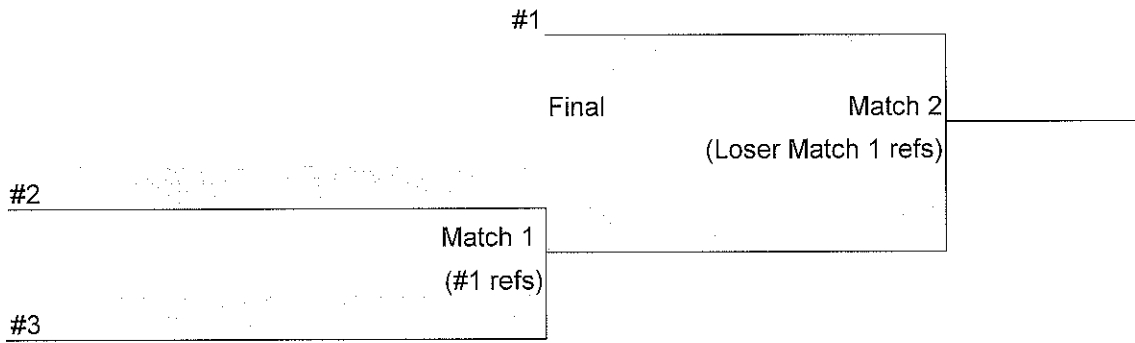 #1
Final
Match 2
(Loser Match 1 refs)
#2
Match 1
(#1 refs)
#3